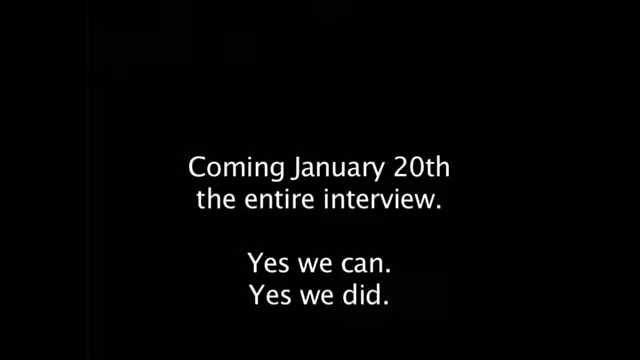 Coming January 20th
the entire interview.
Yes we can.
Yes we did.